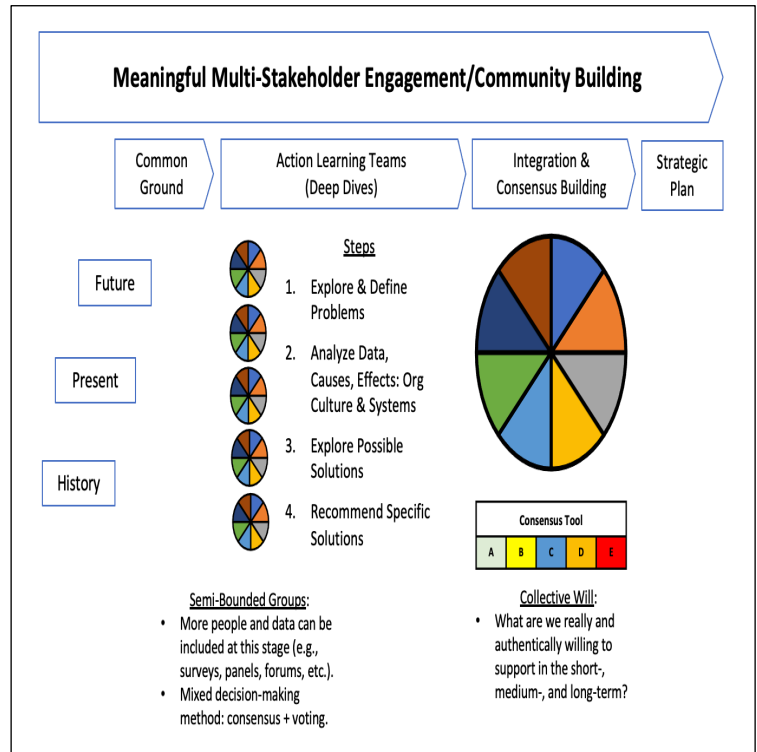 Meaningful Multi-Stakeholder Engagement/Community Building
Common
Ground
Action Learning Teams
(Deep Dives)
Integration &
Consensus Building
Strategic
Plan
Future
Present
History
Steps
1. Explore & Define
Problems
2. Analyze Data,
Causes, Effects: Org
Culture & Systems
3. Explore Possible
Solutions
4. Recommend Specific
Solutions
Consensus Tool
A B C D E
Semi-Bounded Groups:
• More people and data can be
included at this stage (e.g.,
surveys, panels, forums, etc.).
• Mixed decision-making
method: consensus + voting.
Collective Will:
• What are we really and
authentically willing to
support in the short-,
medium-, and long-term?